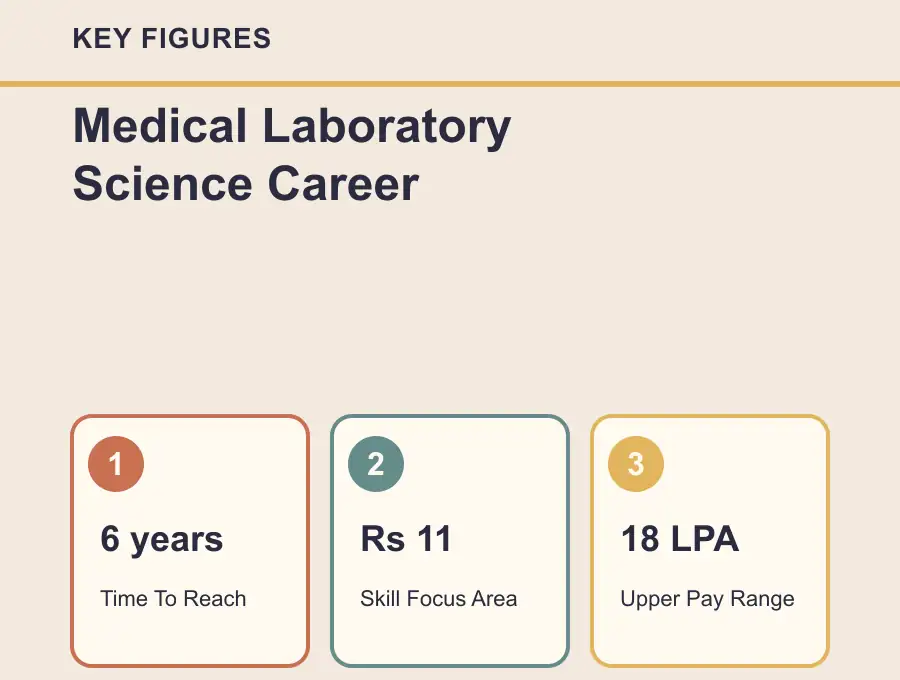 KEY FIGURES
Medical Laboratory
Science Career
1
6 years
Time To Reach
2
Rs 11
Skill Focus Area
3
18 LPA
Upper Pay Range